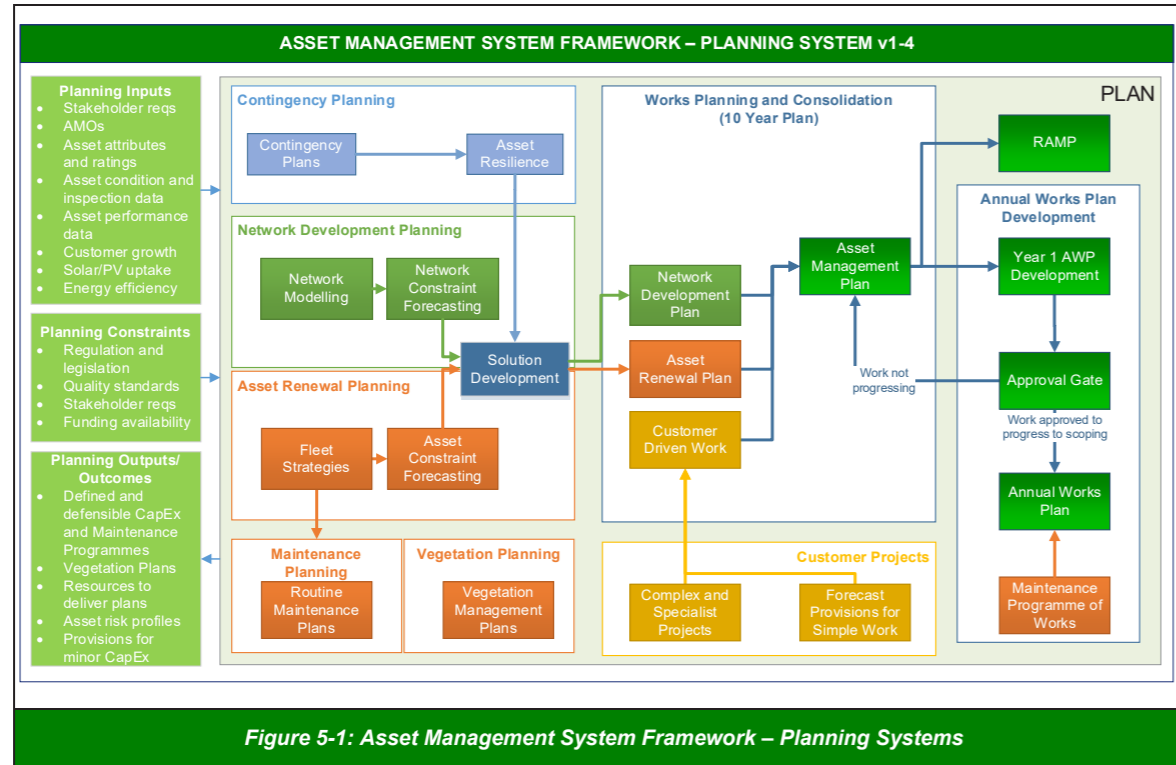 ASSET MANAGEMENT SYSTEM FRAMEWORK – PLANNING SYSTEM v1-4
Planning Inputs
• Stakeholder reqs
• AMOs
• Asset attributes
and ratings
• Asset condition and
inspection data
• Asset performance
data
• Customer growth
• Solar/PV uptake
• Energy efficiency
Planning Constraints
• Regulation and
legislation
• Quality standards
• Stakeholder reqs
• Funding availability
Planning Outputs/
Outcomes
• Defined and
defensible CapEx
and Maintenance
Programmes
• Vegetation Plans
• Resources to
deliver plans
• Asset risk profiles
• Provisions for
minor CapEx
PLAN
Contingency Planning
Contingency
Plans
Asset
Resilience
Network Development Planning
Network
Modelling
Network
Constraint
Forecasting
Solution
Development
Asset Renewal Planning
Fleet
Strategies
Asset
Constraint
Forecasting
Maintenance
Planning
Routine
Maintenance
Plans
Vegetation Planning
Vegetation
Management
Plans
Works Planning and Consolidation
(10 Year Plan)
Network
Development
Plan
Asset
Renewal Plan
Customer
Driven Work
Asset
Management
Plan
Work not
progressing
Customer Projects
Complex and
Specialist
Projects
Forecast
Provisions for
Simple Work
RAMP
Annual Works Plan
Development
Year 1 AWP
Development
Approval Gate
Work approved to
progress to scoping
Annual Works
Plan
Maintenance
Programme of
Works
Figure 5-1: Asset Management System Framework – Planning Systems